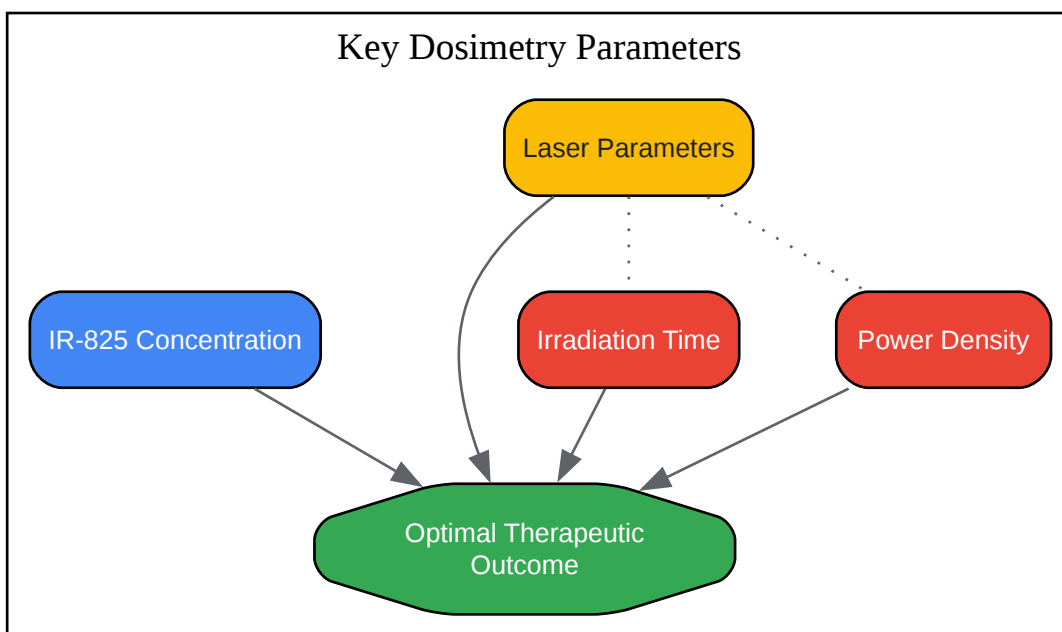 Key Dosimetry Parameters
Laser Parameters
IR-825 Concentration
Irradiation Time
Power Density
Optimal Therapeutic
Outcome